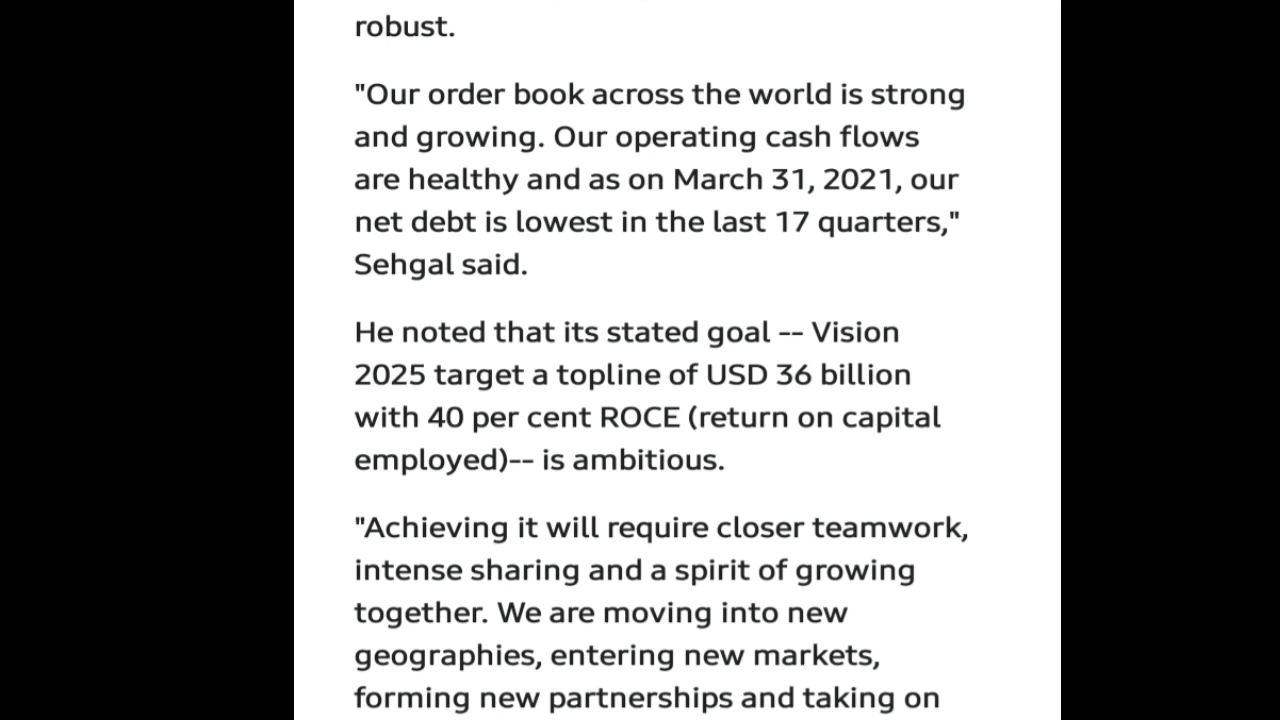 robust.
"Our order book across the world is strong
and growing. Our operating cash flows
are healthy and as on March 31, 2021, our
net debt is lowest in the last 17 quarters,"
Sehgal said.
He noted that its stated goal -- Vision
2025 target a topline of USD 36 billion
with 40 per cent ROCE (return on capital
employed)-- is ambitious.
"Achieving it will require closer teamwork,
intense sharing and a spirit of growing
together. We are moving into new
geographies, entering new markets,
forming new partnerships and taking on